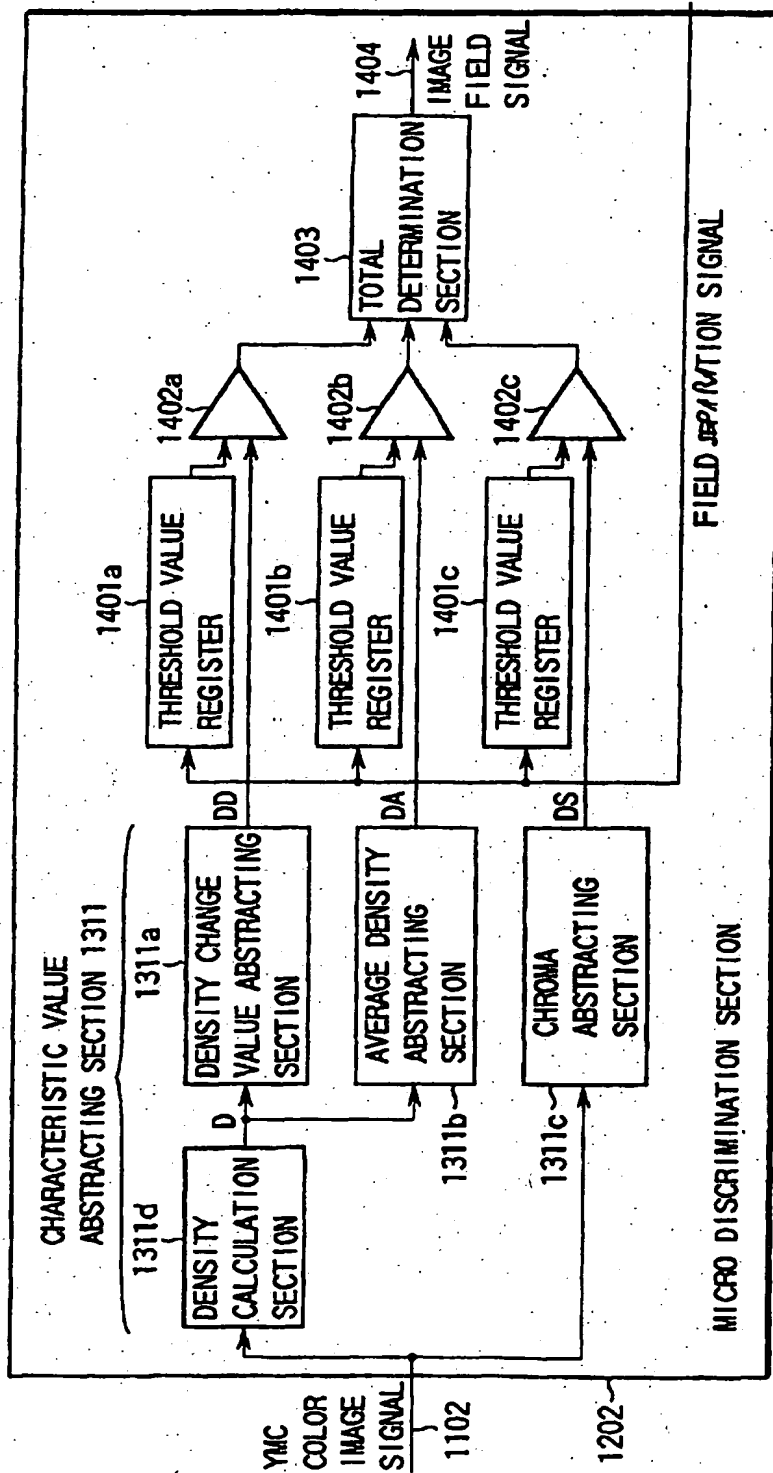 CHARACTERISTIC VALUE
ABSTRACTING SECTION 1311
1311d
DENSITY
CALCULATION
SECTION
D
1311a
DENSITY CHANGE
VALUE ABSTRACTING
SECTION
DD
AVERAGE DENSITY
ABSTRACTING
SECTION
1311b
DA
CHROMA
ABSTRACTING
SECTION
1311c
DS
1401a
THRESHOLD VALUE
REGISTER
1401b
THRESHOLD VALUE
REGISTER
1401c
THRESHOLD VALUE
REGISTER
1402a
1402b
1402c
1403
TOTAL
DETERMINATION
SECTION
1404
IMAGE
FIELD
SIGNAL
YMC
COLOR
IMAGE
SIGNAL
1102
1202
MICRO DISCRIMINATION SECTION
FIELD SIGNAL